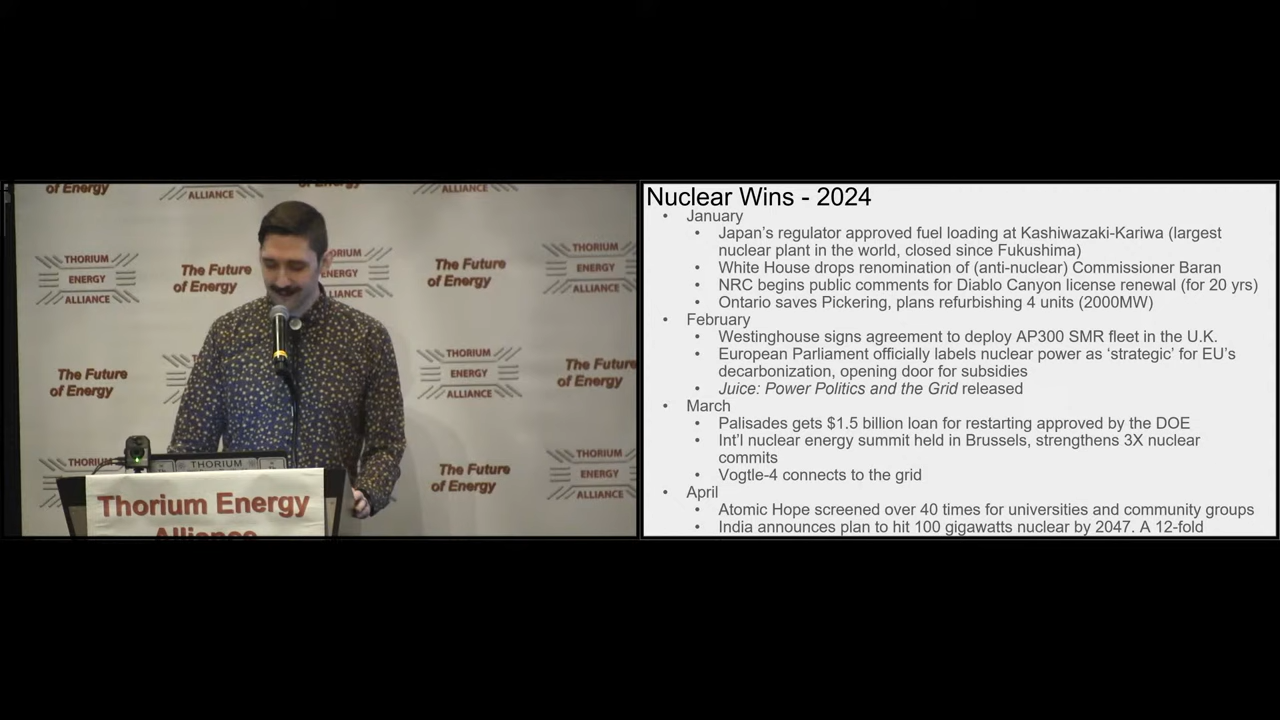 of Energy
ALLIANCE
of Energy
ALLIANCE
THORIUM
ENERGY
ALLIANCE
The Future
of Energy
THORIUM
ENERGY
ALLIANCE
The Future
of Energy
THORIUM
ENERGY
ALLIANCE
The Future
of Energy
THORIUM
ENERGY
ALLIANCE
The Future
of Energy
THORIUM
The Future
of Energy
THORIUM
ENERGY
ALLIANCE
THORIUM
Thorium Energy
Alliance
Nuclear Wins - 2024
• January
• Japan’s regulator approved fuel loading at Kashiwazaki-Kariwa (largest
nuclear plant in the world, closed since Fukushima)
• White House drops renomination of (anti-nuclear) Commissioner Baran
• NRC begins public comments for Diablo Canyon license renewal (for 20 yrs)
• Ontario saves Pickering, plans refurbishing 4 units (2000MW)
• February
• Westinghouse signs agreement to deploy AP300 SMR fleet in the U.K.
• European Parliament officially labels nuclear power as ‘strategic’ for EU’s
decarbonization, opening door for subsidies
• Juice: Power Politics and the Grid released
• March
• Palisades gets $1.5 billion loan for restarting approved by the DOE
• Int’l nuclear energy summit held in Brussels, strengthens 3X nuclear
commits
• Vogtle-4 connects to the grid
• April
• Atomic Hope screened over 40 times for universities and community groups
• India announces plan to hit 100 gigawatts nuclear by 2047. A 12-fold